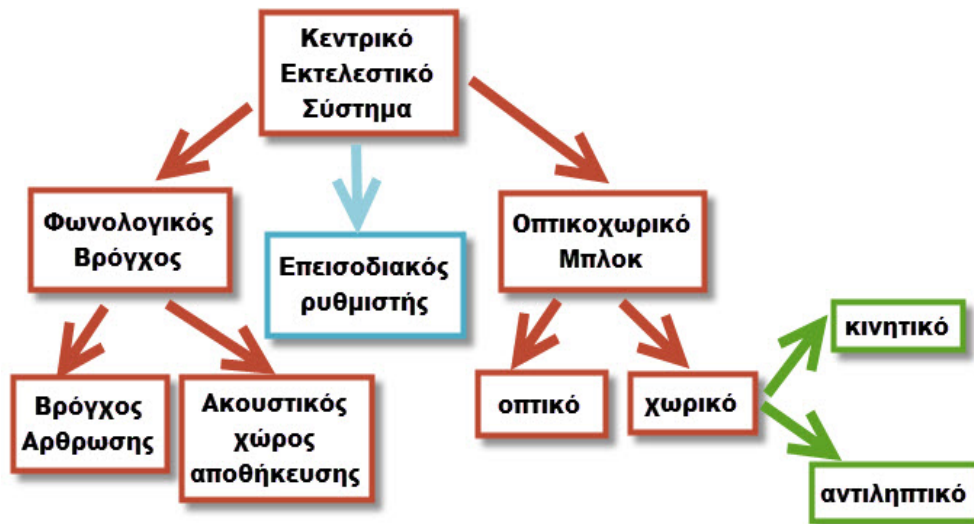 Κεντρικό
Εκτελεστικό
Σύστημα
Φωνολογικός
Βρόγχος
Επεισοδιακός
ρυθμιστής
Οπτικοχωρικό
Μπλοκ
Βρόγχος
Αρθρωσης
Ακουστικός
χώρος
αποθήκευσης
οπτικό
χωρικό
κινητικό
αντιληπτικό